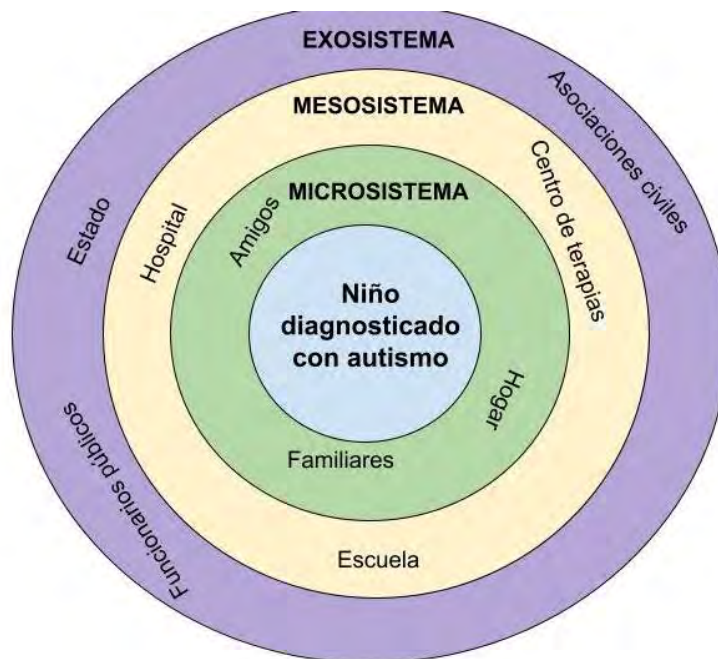 EXOSISTEMA
Asociaciones civiles
Estado
Funcionarios públicos
MESOSISTEMA
Hospital
Centro de terapias
Escuela
MICROSISTEMA
Amigos
Hogar
Familiares
Niño
diagnosticado
con autismo